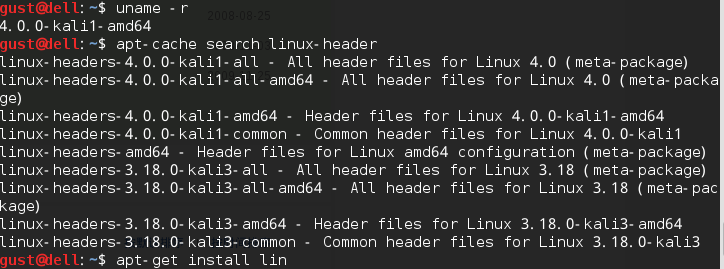 gust@dell:~$ uname -r
4.0.0-kali1-amd64
gust@dell:~$ apt-cache search linux-header
linux-headers-4.0.0-kali1-all - All header files for Linux 4.0 (meta-package)
linux-headers-4.0.0-kali1-all-amd64 - All header files for Linux 4.0 (meta-packa
ge)
linux-headers-4.0.0-kali1-amd64 - Header files for Linux 4.0.0-kali1-amd64
linux-headers-4.0.0-kali1-common - Common header files for Linux 4.0.0-kali1
linux-headers-amd64 - Header files for Linux amd64 configuration (meta-package)
linux-headers-3.18.0-kali3-all - All header files for Linux 3.18 (meta-package)
linux-headers-3.18.0-kali3-all-amd64 - All header files for Linux 3.18 (meta-pac
kage)
linux-headers-3.18.0-kali3-amd64 - Header files for Linux 3.18.0-kali3-amd64
linux-headers-3.18.0-kali3-common - Common header files for Linux 3.18.0-kali3
gust@dell:~$ apt-get install lin
2008-08-25